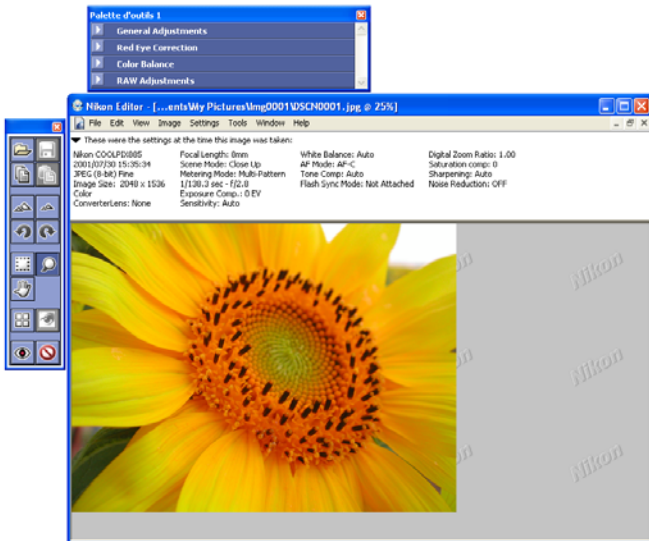 Palette d'outils 1
General Adjustments
Red Eye Correction
Color Balance
RAW Adjustments
Nikon Editor - [...ents\My Pictures\Img0001\DSCN0001.jpg @ 25%]
File Edit View Image Settings Tools Window Help
These were the settings at the time this image was taken:
Nikon COOLPIX885 Focal Length: 8mm White Balance: Auto Digital Zoom Ratio: 1.00
2001/07/30 15:35:34 Scene Mode: Close Up AF Mode: AF-C Saturation comp: 0
JPEG (8-bit) Fine Metering Mode: Multi-Pattern Tone Comp: Auto Sharpening: Auto
Image Size: 2048 x 1536 1/138.3 sec - f/2.8 Flash Sync Mode: Not Attached Noise Reduction: OFF
Color Exposure Comp.: 0 EV
ConverterLens: None Sensitivity: Auto
Nikon
Nikon
Nikon